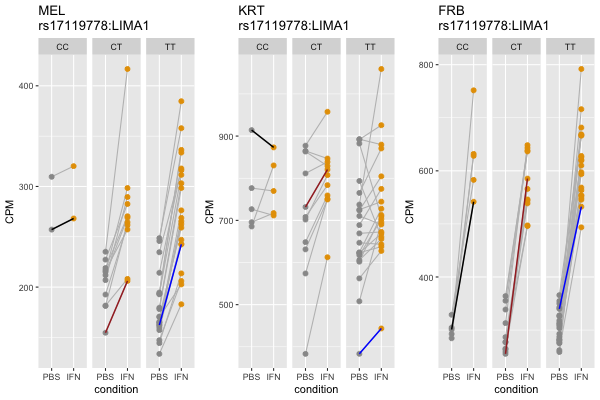 MEL
rs17119778:LIMA1
CC
CT
TT
CPM
400
300
200
PBS IFN
PBS IFN
PBS IFN
condition
KRT
rs17119778:LIMA1
CC
CT
TT
CPM
900
700
500
PBS IFN
PBS IFN
PBS IFN
condition
FRB
rs17119778:LIMA1
CC
CT
TT
CPM
800
600
400
PBS IFN
PBS IFN
PBS IFN
condition